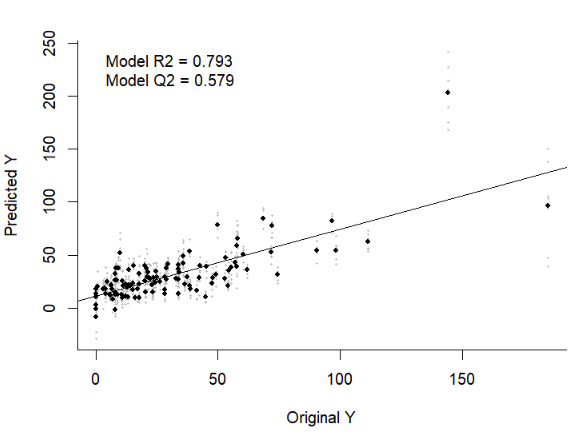 Model R2 = 0.793
Model Q2 = 0.579
Predicted Y
250
200
150
100
50
0
0 50 100 150
Original Y